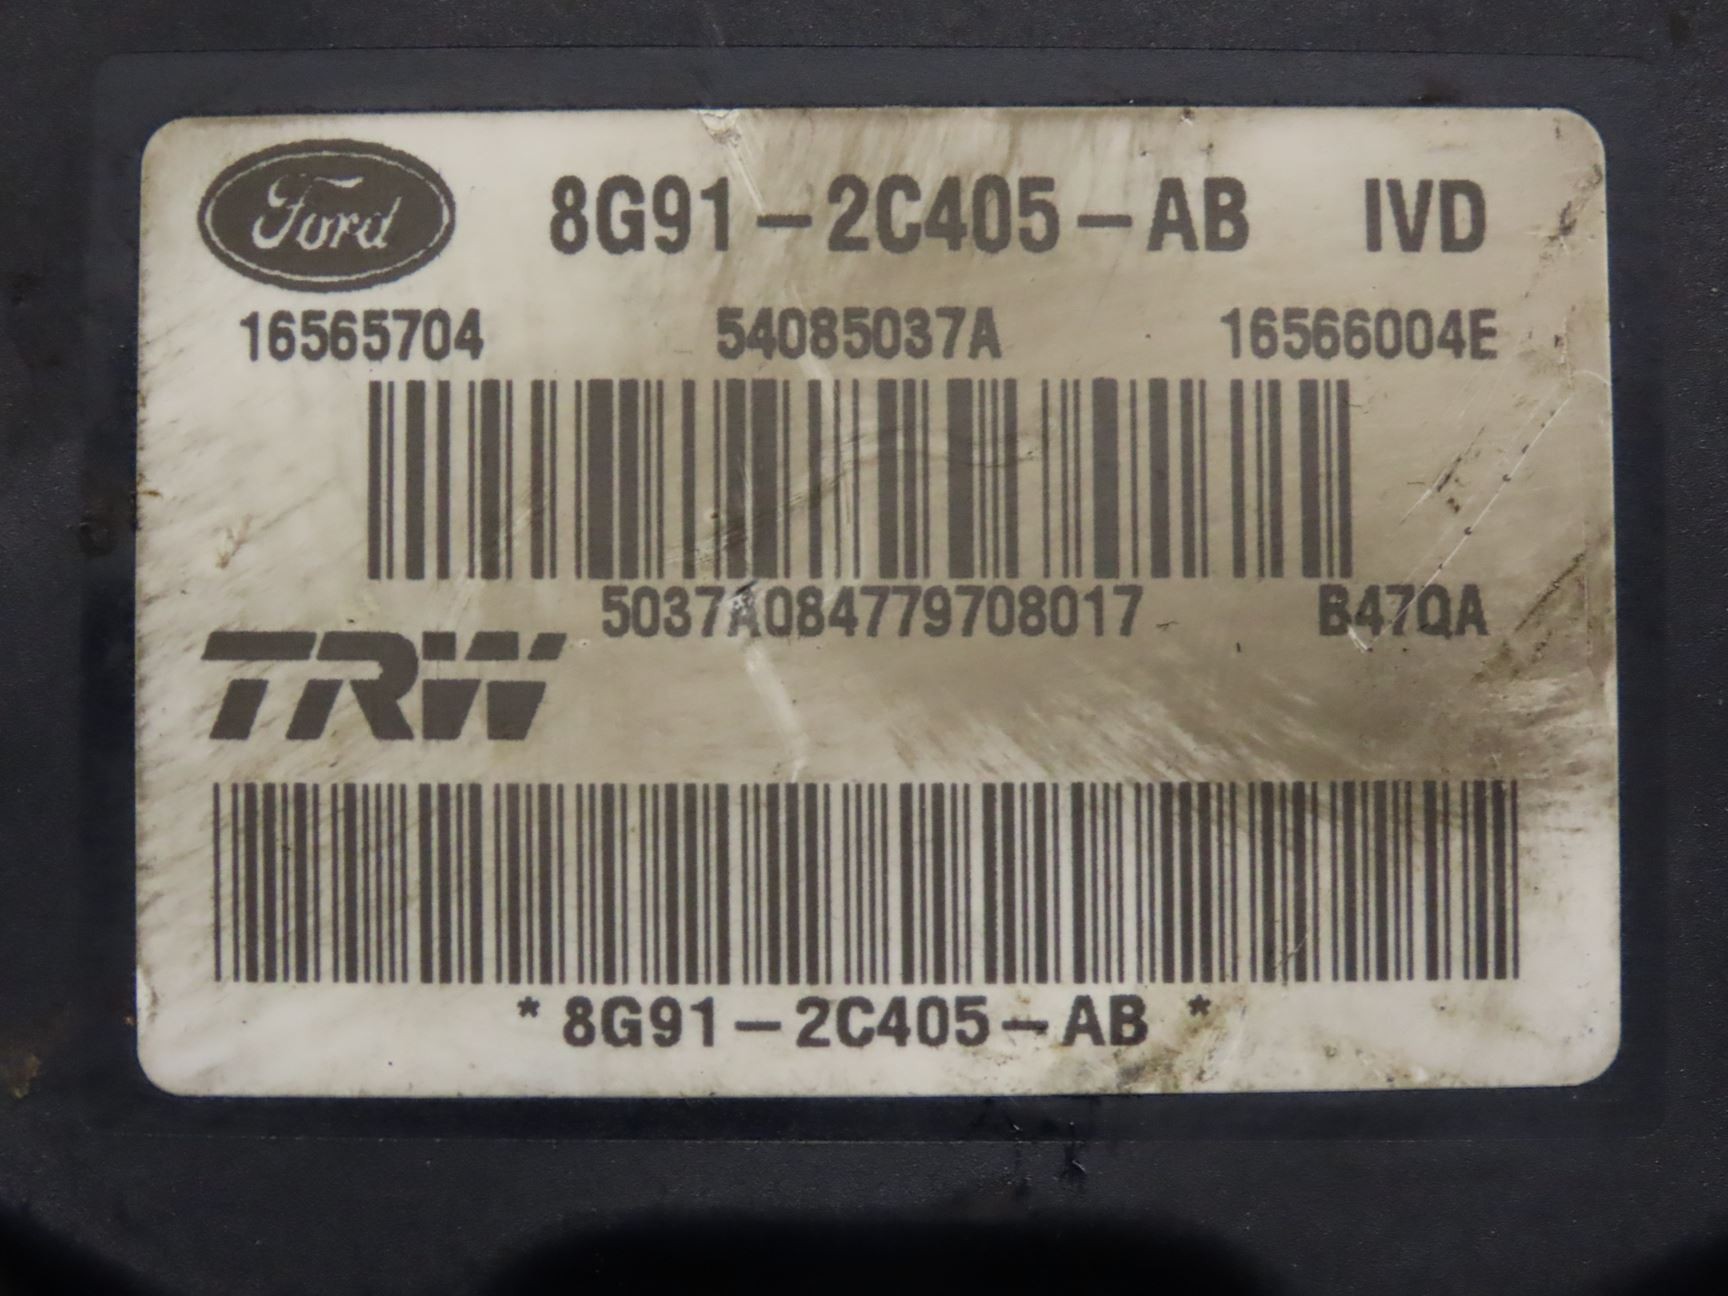 Ford 8G91-2C405-AB IVD
16565704 54085037A 16566004E
5037A084779708017 B47QA
TRW
*8G91-2C405-AB*